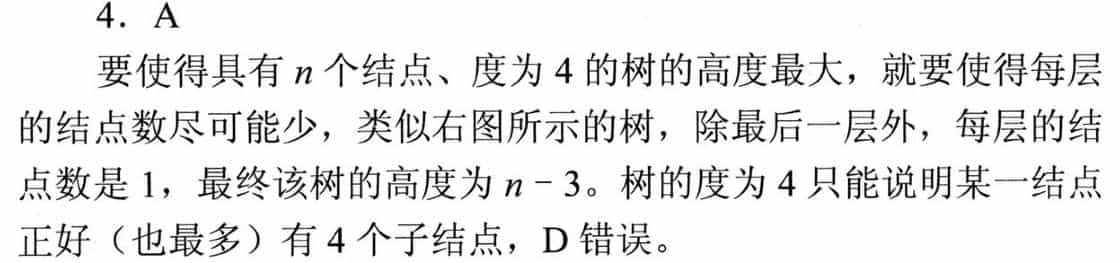 4. A
要使得具有 n 个结点、度为 4 的树的高度最大，就要使得每层
的结点数尽可能少，类似右图所示的树，除最后一层外，每层的结
点数是 1，最终该树的高度为 n − 3。树的度为 4 只能说明某一结点
正好（也最多）有 4 个子结点，D 错误。